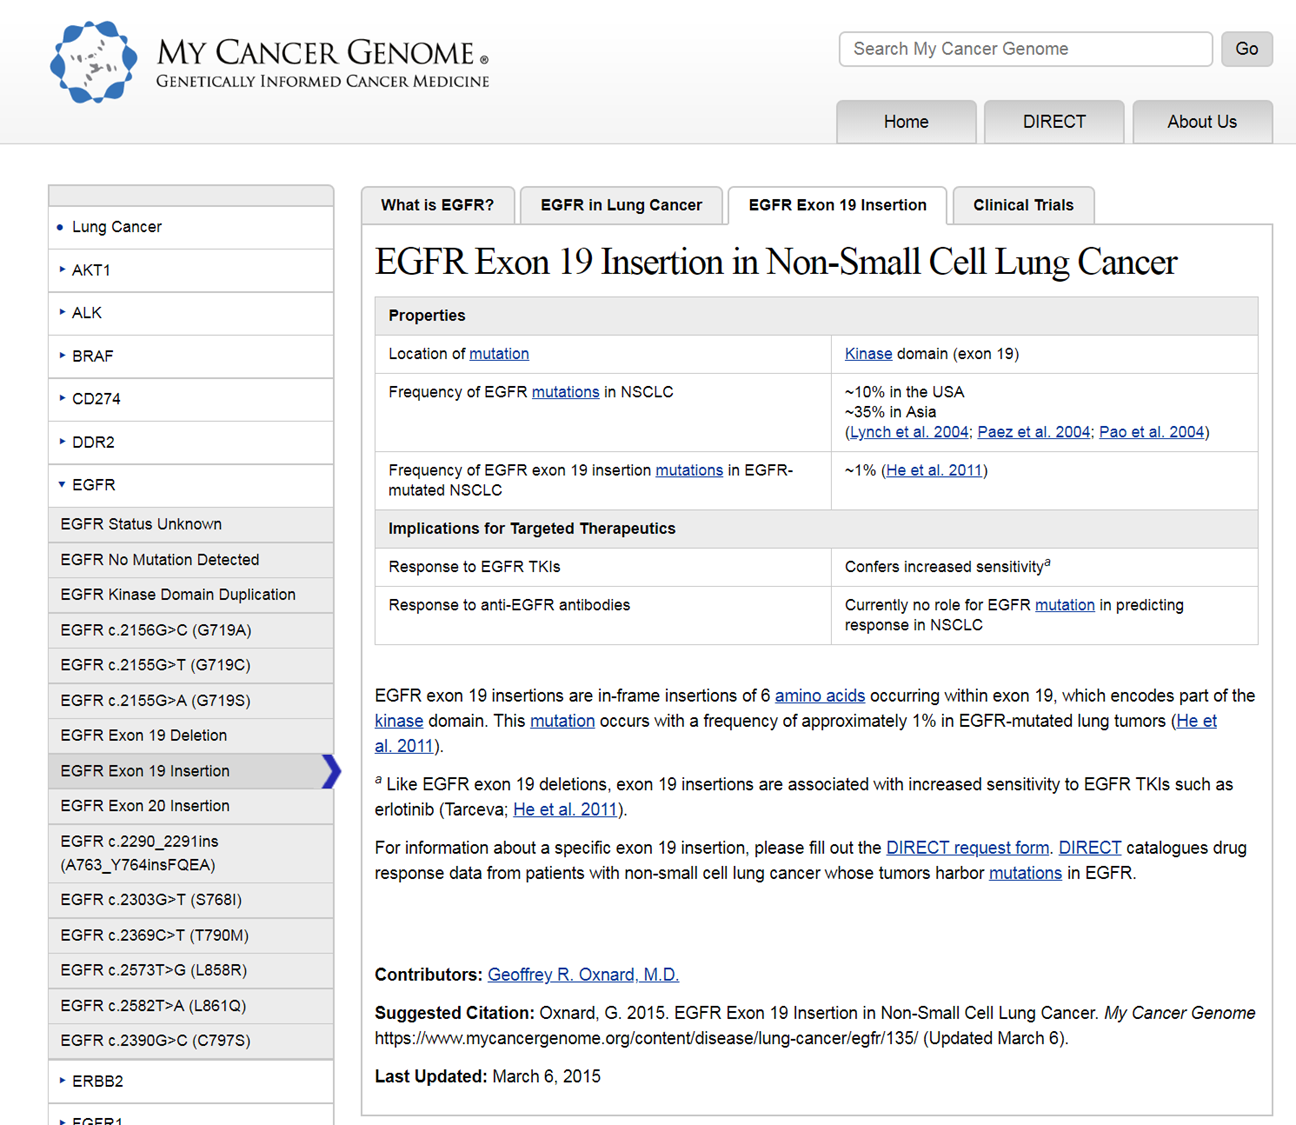 MY CANCER GENOME®
GENETICALLY INFORMED CANCER MEDICINE
Search My Cancer Genome
Go
Home
DIRECT
About Us
Lung Cancer
AKT1
ALK
BRAF
CD274
DDR2
EGFR
EGFR Status Unknown
EGFR No Mutation Detected
EGFR Kinase Domain Duplication
EGFR c.2156G>C (G719A)
EGFR c.2155G>T (G719C)
EGFR c.2155G>A (G719S)
EGFR Exon 19 Deletion
EGFR Exon 19 Insertion
EGFR Exon 20 Insertion
EGFR c.2290_2291ins
(A763_Y764insFQEA)
EGFR c.2303G>T (S768I)
EGFR c.2369C>T (T790M)
EGFR c.2573T>G (L858R)
EGFR c.2582T>A (L861Q)
EGFR c.2390G>C (C797S)
ERBB2
What is EGFR?
EGFR in Lung Cancer
EGFR Exon 19 Insertion
Clinical Trials
EGFR Exon 19 Insertion in Non-Small Cell Lung Cancer
Properties
Location of mutation
Kinase domain (exon 19)
Frequency of EGFR mutations in NSCLC
~10% in the USA
~35% in Asia
(Lynch et al. 2004; Paez et al. 2004; Pao et al. 2004)
Frequency of EGFR exon 19 insertion mutations in EGFR-
mutated NSCLC
~1% (He et al. 2011)
Implications for Targeted Therapeutics
Response to EGFR TKIs
Confers increased sensitivityª
Response to anti-EGFR antibodies
Currently no role for EGFR mutation in predicting
response in NSCLC
EGFR exon 19 insertions are in-frame insertions of 6 amino acids occurring within exon 19, which encodes part of the
kinase domain. This mutation occurs with a frequency of approximately 1% in EGFR-mutated lung tumors (He et
al. 2011).
ª Like EGFR exon 19 deletions, exon 19 insertions are associated with increased sensitivity to EGFR TKIs such as
erlotinib (Tarceva; He et al. 2011).
For information about a specific exon 19 insertion, please fill out the DIRECT request form. DIRECT catalogues drug
response data from patients with non-small cell lung cancer whose tumors harbor mutations in EGFR.
Contributors: Geoffrey R. Oxnard, M.D.
Suggested Citation: Oxnard, G. 2015. EGFR Exon 19 Insertion in Non-Small Cell Lung Cancer. My Cancer Genome
https://www.mycancergenome.org/content/disease/lung-cancer/egfr/135/ (Updated March 6).
Last Updated: March 6, 2015